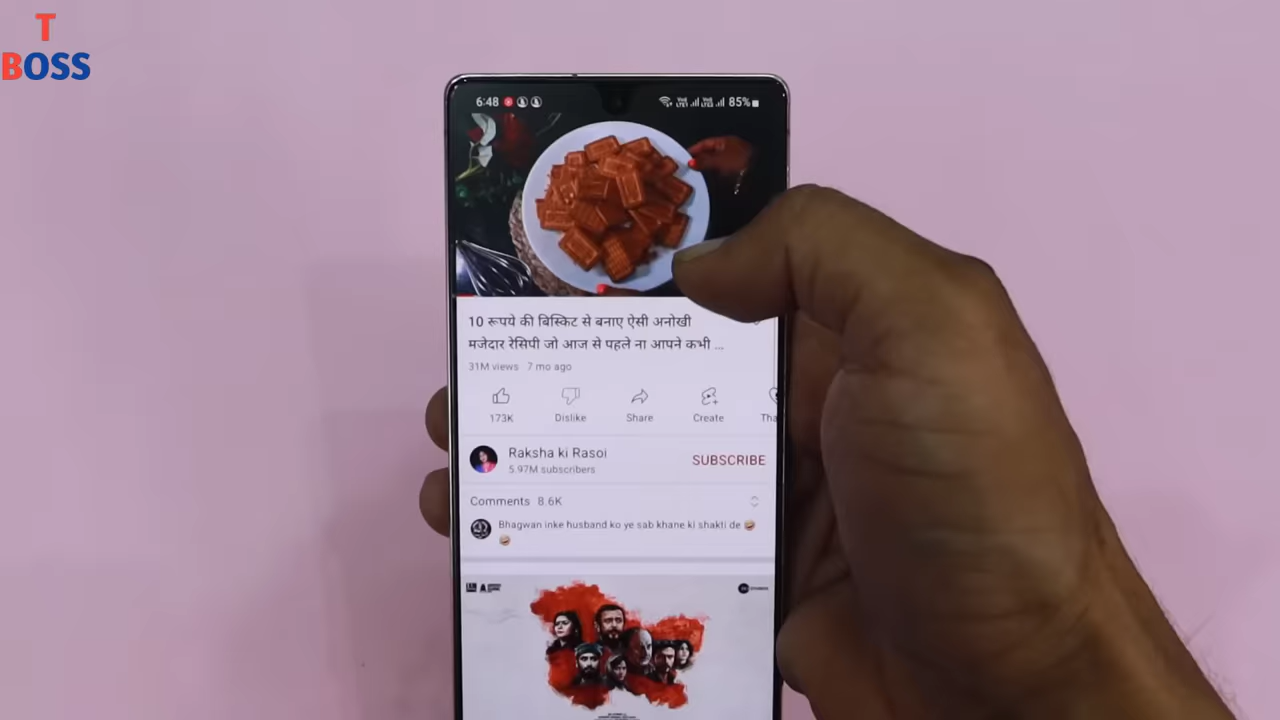 T
BOSS
6:48
85%
10 रूपये की बिस्किट से बनाए ऐसी अनोखी
मजेदार रेसिपी जो आज से पहले ना आपने कभी ...
31M views 7 mo ago
173K Dislike Share Create Tha
Raksha ki Rasoi
5.97M subscribers
SUBSCRIBE
Comments 8.6K
Bhagwan inke husband ko ye sab khane ki shakti de